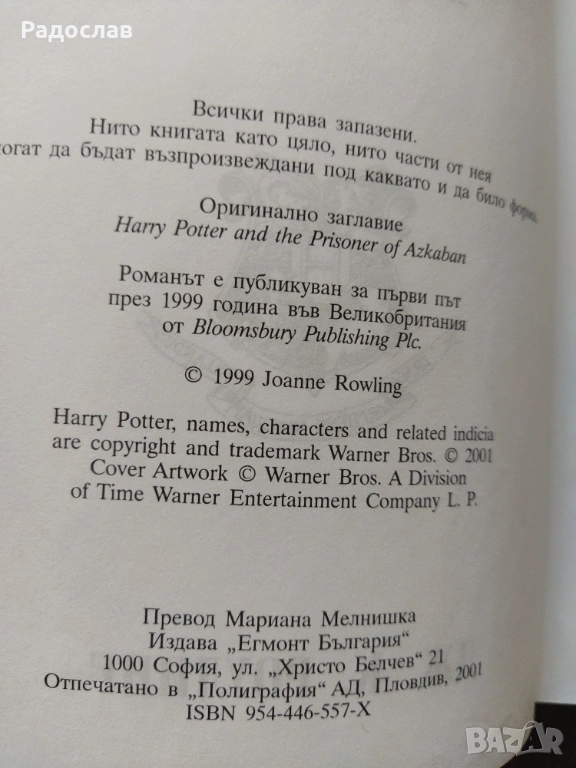 Радослав
Всички права запазени.
Нито книгата като цяло, нито части от нея
могат да бъдат възпроизвеждани под каквато и да било форма.
Оригинално заглавие
Harry Potter and the Prisoner of Azkaban
Романът е публикуван за първи път
през 1999 година във Великобритания
от Bloomsbury Publishing Plc.
© 1999 Joanne Rowling
Harry Potter, names, characters and related indicia
are copyright and trademark Warner Bros. © 2001
Cover Artwork © Warner Bros. A Division
of Time Warner Entertainment Company L. P.
Превод Мариана Мелнишка
Издава „Егмонт България"
1000 София, ул. „Христо Белчев" 21
Отпечатано в „Полиграфия" АД, Пловдив, 2001
ISBN 954-446-557-X
BAZAR
bazar.bg